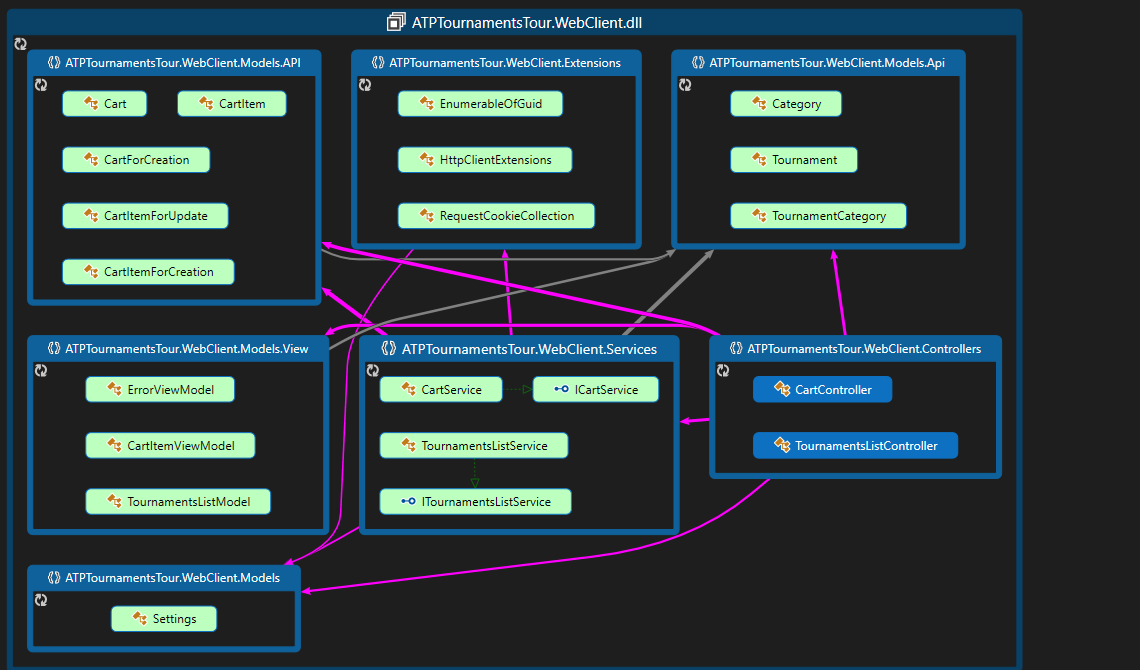 ATPTournamentsTour.WebClient.dll
ATPTournamentsTour.WebClient.Models.API
Cart
CartItem
CartForCreation
CartItemForUpdate
CartItemForCreation
ATPTournamentsTour.WebClient.Extensions
EnumerableOfGuid
HttpClientExtensions
RequestCookieCollection
ATPTournamentsTour.WebClient.Models.Api
Category
Tournament
TournamentCategory
ATPTournamentsTour.WebClient.Models.View
ErrorViewModel
CartItemViewModel
TournamentsListModel
ATPTournamentsTour.WebClient.Services
CartService
ICartService
TournamentsListService
ITournamentsListService
ATPTournamentsTour.WebClient.Controllers
CartController
TournamentsListController
ATPTournamentsTour.WebClient.Models
Settings